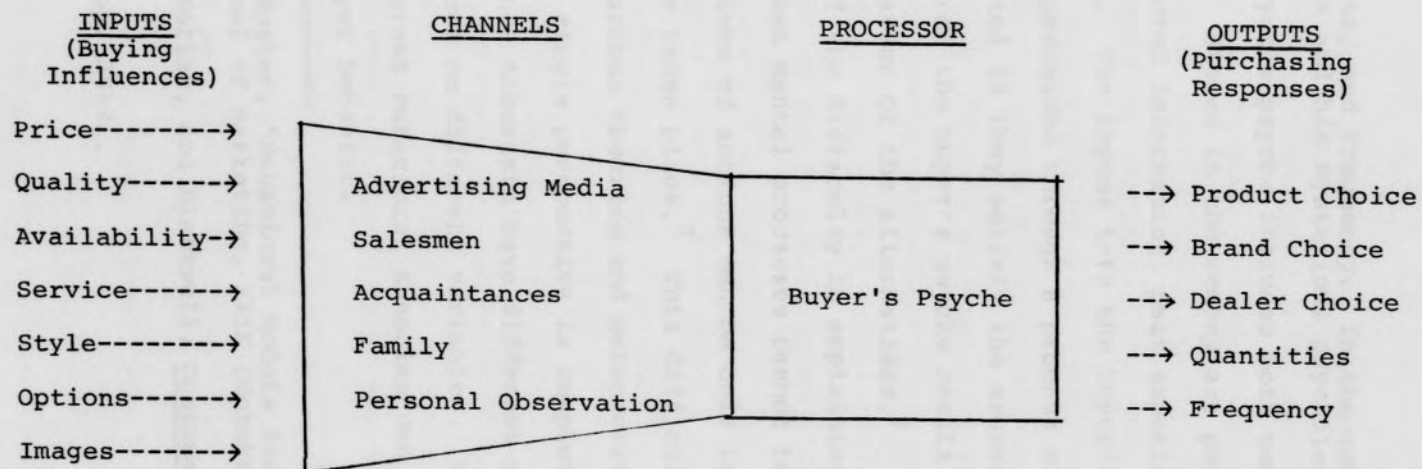 INPUTS
(Buying
Influences)
Price--------→
Quality------→
Availability-→
Service------→
Style--------→
Options------→
Images-------→
CHANNELS
Advertising Media
Salesmen
Acquaintances
Family
Personal Observation
PROCESSOR
Buyer's Psyche
OUTPUTS
(Purchasing
Responses)
---→ Product Choice
---→ Brand Choice
---→ Dealer Choice
---→ Quantities
---→ Frequency